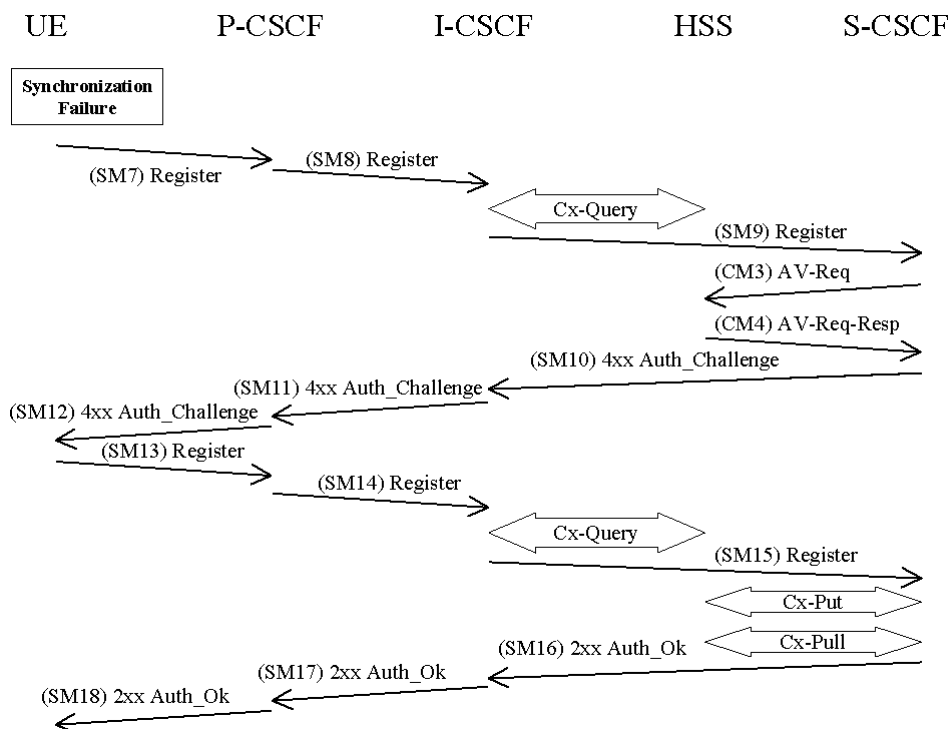 UE P-CSCF I-CSCF HSS S-CSCF
Synchronization
Failure
(SM7) Register
(SM8) Register
Cx-Query
(SM9) Register
(CM3) AV-Req
(CM4) AV-Req-Resp
(SM10) 4xx Auth_Challenge
(SM11) 4xx Auth_Challenge
(SM12) 4xx Auth_Challenge
(SM13) Register
(SM14) Register
Cx-Query
(SM15) Register
Cx-Put
Cx-Pull
(SM16) 2xx Auth_Ok
(SM17) 2xx Auth_Ok
(SM18) 2xx Auth_Ok